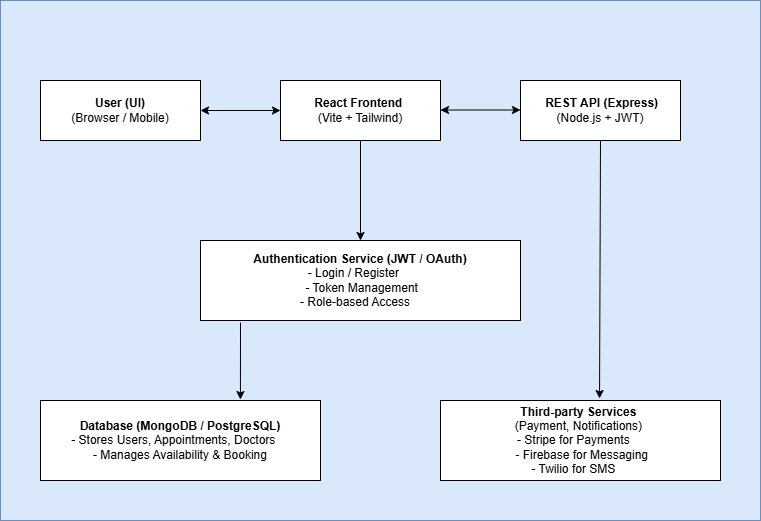 User (UI)
(Browser / Mobile)
React Frontend
(Vite + Tailwind)
REST API (Express)
(Node.js + JWT)
Authentication Service (JWT / OAuth)
- Login / Register
- Token Management
- Role-based Access
Database (MongoDB / PostgreSQL)
- Stores Users, Appointments, Doctors
- Manages Availability & Booking
Third-party Services
(Payment, Notifications)
- Stripe for Payments
- Firebase for Messaging
- Twilio for SMS